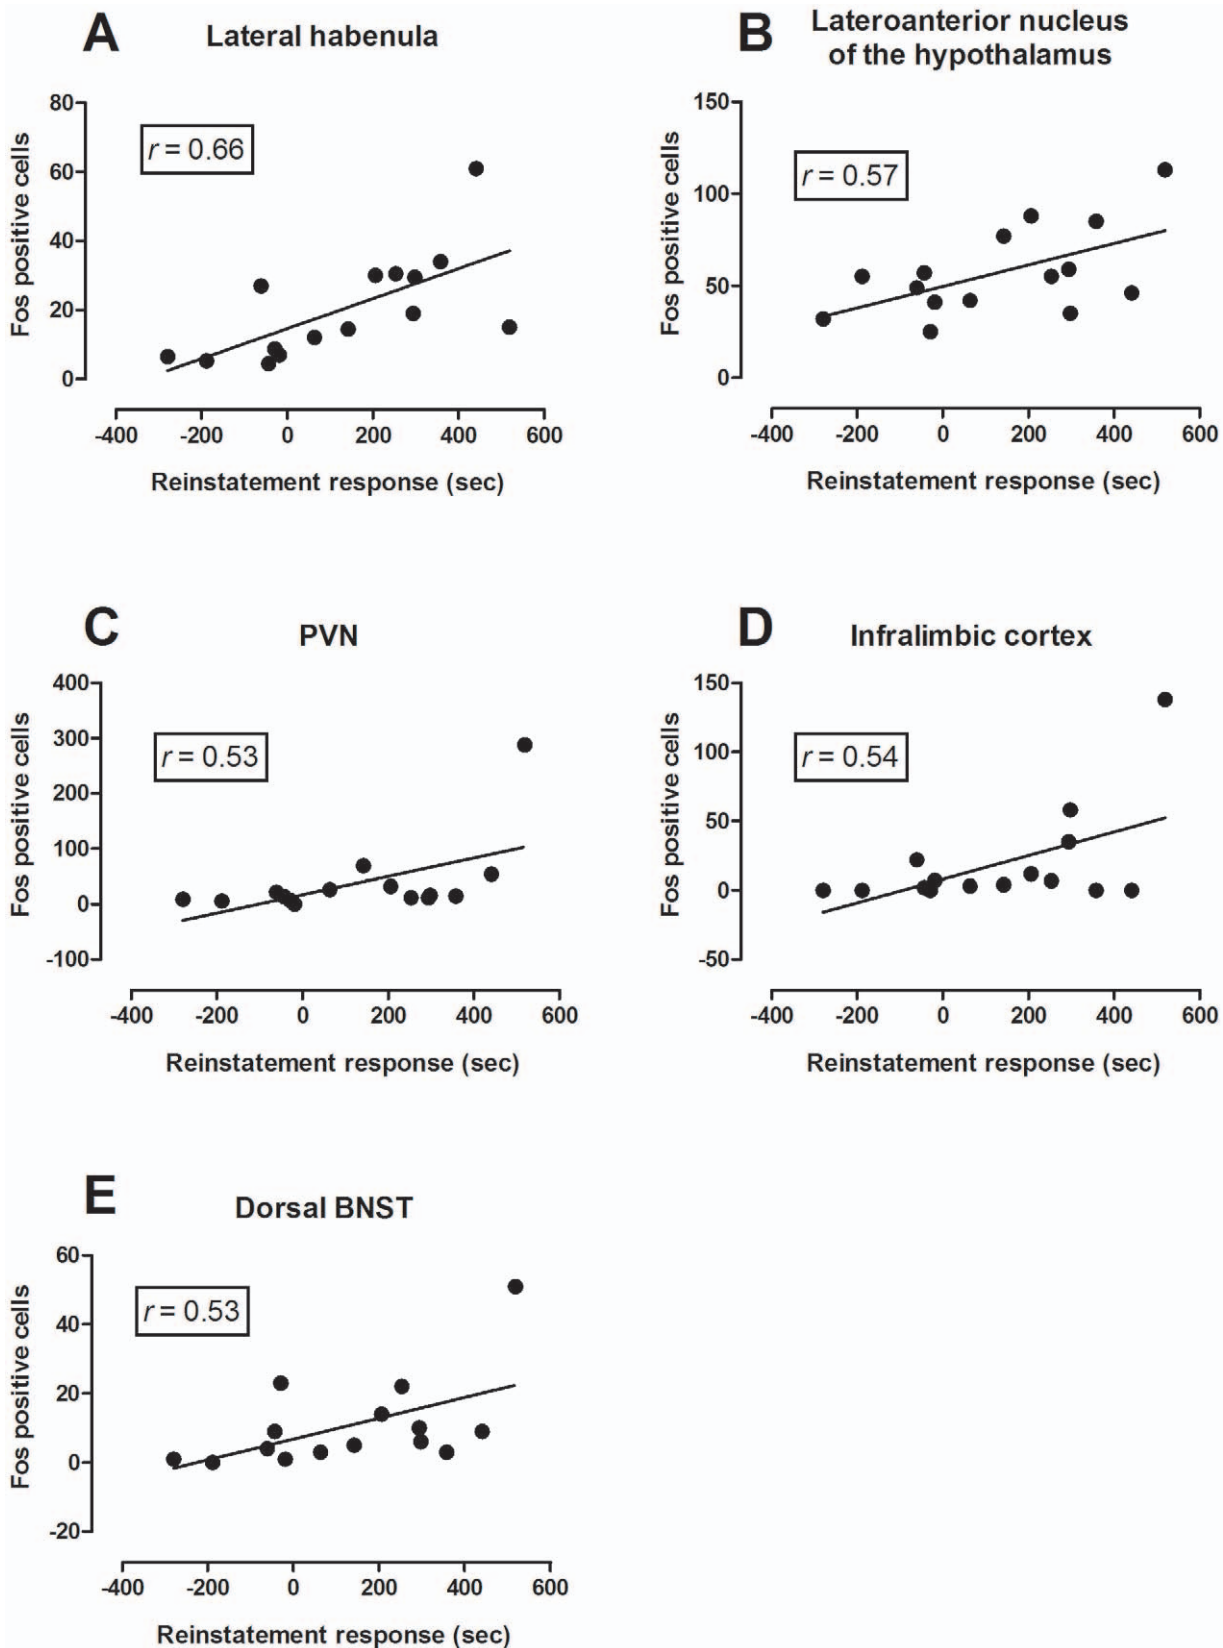 A
Lateral habenula
80
60
40
20
0
Fos positive cells
r = 0.66
-400 -200 0 200 400 600
Reinstatement response (sec)
B
Lateroanterior nucleus
of the hypothalamus
150
100
50
0
Fos positive cells
r = 0.57
-400 -200 0 200 400 600
Reinstatement response (sec)
C
PVN
400
300
200
100
0
-100
Fos positive cells
r = 0.53
-400 -200 0 200 400 600
Reinstatement response (sec)
D
Infralimbic cortex
150
100
50
0
-50
Fos positive cells
r = 0.54
-400 -200 0 200 400 600
Reinstatement response (sec)
E
Dorsal BNST
60
40
20
0
-20
Fos positive cells
r = 0.53
-400 -200 0 200 400 600
Reinstatement response (sec)